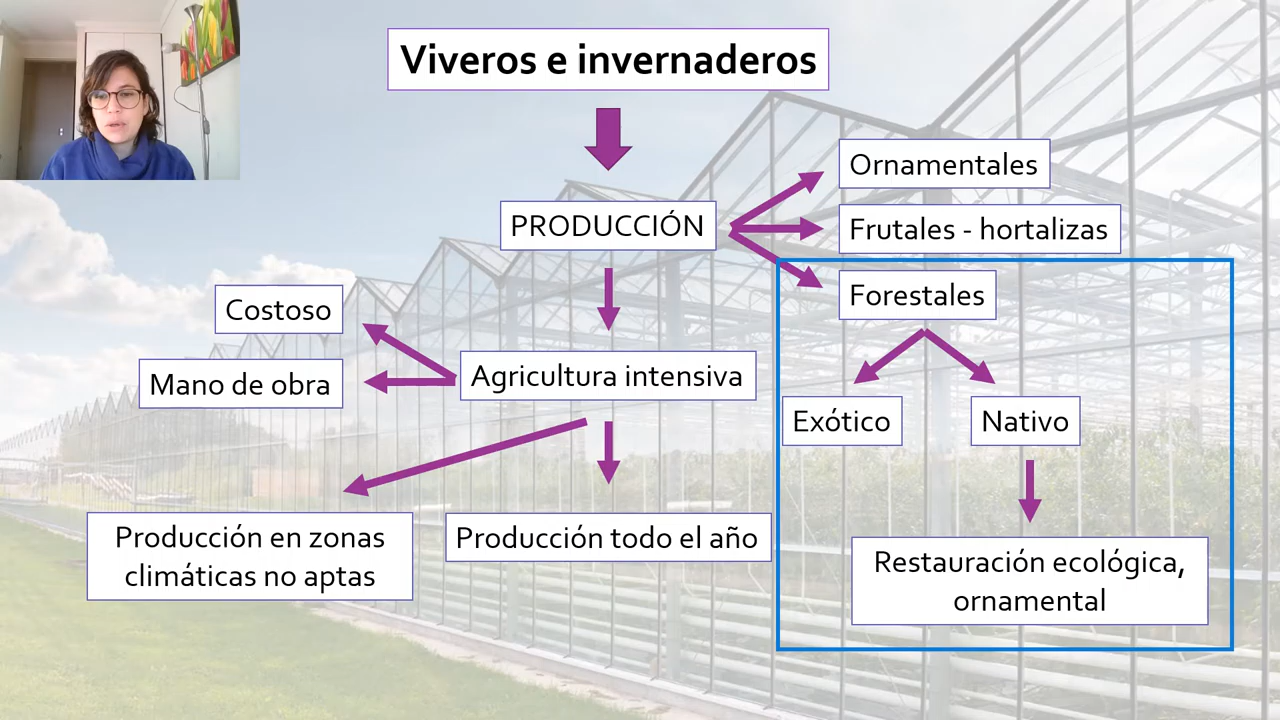 Viveros e invernaderos
PRODUCCIÓN
Ornamentales
Frutales - hortalizas
Forestales
Costoso
Mano de obra
Agricultura intensiva
Exótico
Nativo
Producción en zonas
climáticas no aptas
Producción todo el año
Restauración ecológica,
ornamental